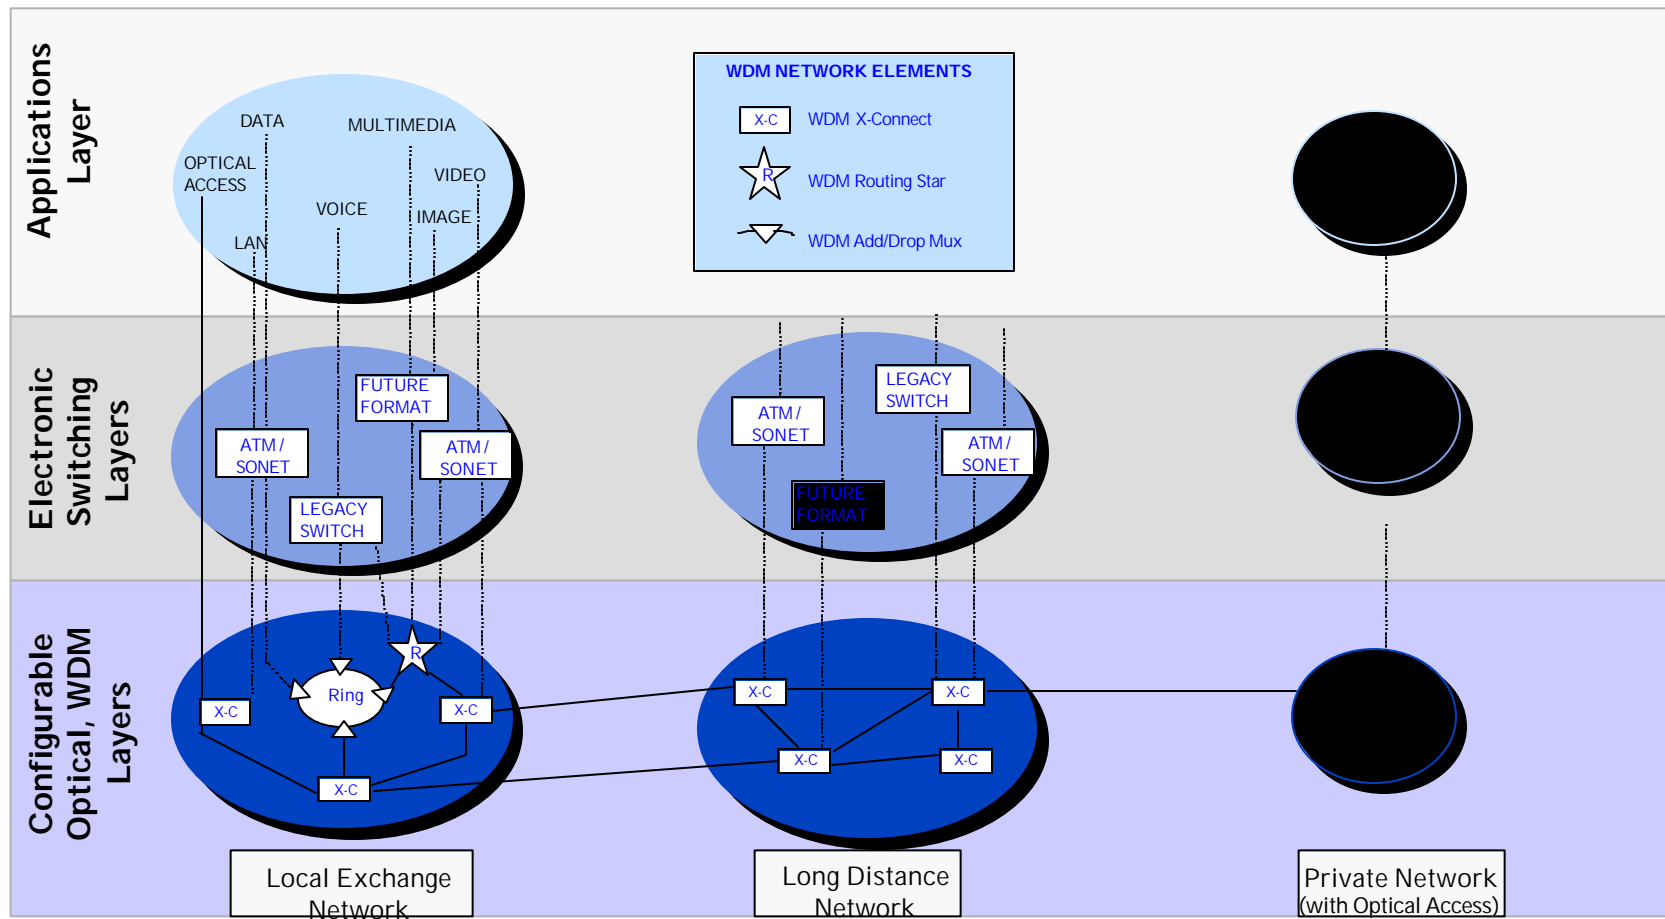 Applications
Layer
DATA
MULTIMEDIA
OPTICAL
ACCESS
VIDEO
VOICE
IMAGE
LAN
WDM NETWORK ELEMENTS
X-C
WDM X-Connect
R
WDM Routing Star
WDM Add/Drop Mux
Electronic
Switching
Layers
FUTURE
FORMAT
ATM/
SONET
ATM/
SONET
LEGACY
SWITCH
LEGACY
SWITCH
ATM/
SONET
ATM/
SONET
FUTURE
FORMAT
Configurable
Optical, WDM
Layers
R
Ring
X-C
X-C
X-C
X-C
X-C
X-C
X-C
Local Exchange
Network
Long Distance
Network
Private Network
(with Optical Access)